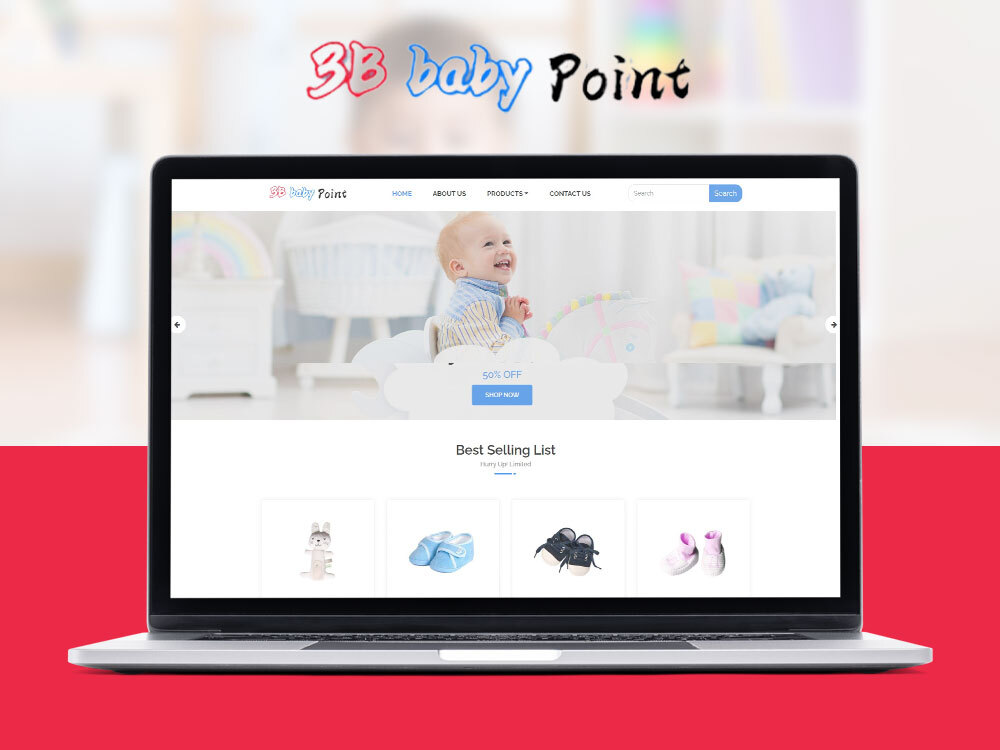 3B baby Point
3B baby Point HOME ABOUT US PRODUCTS CONTACT US Search Search
50% OFF
SHOP NOW
Best Selling List
Hurry Up! Limited